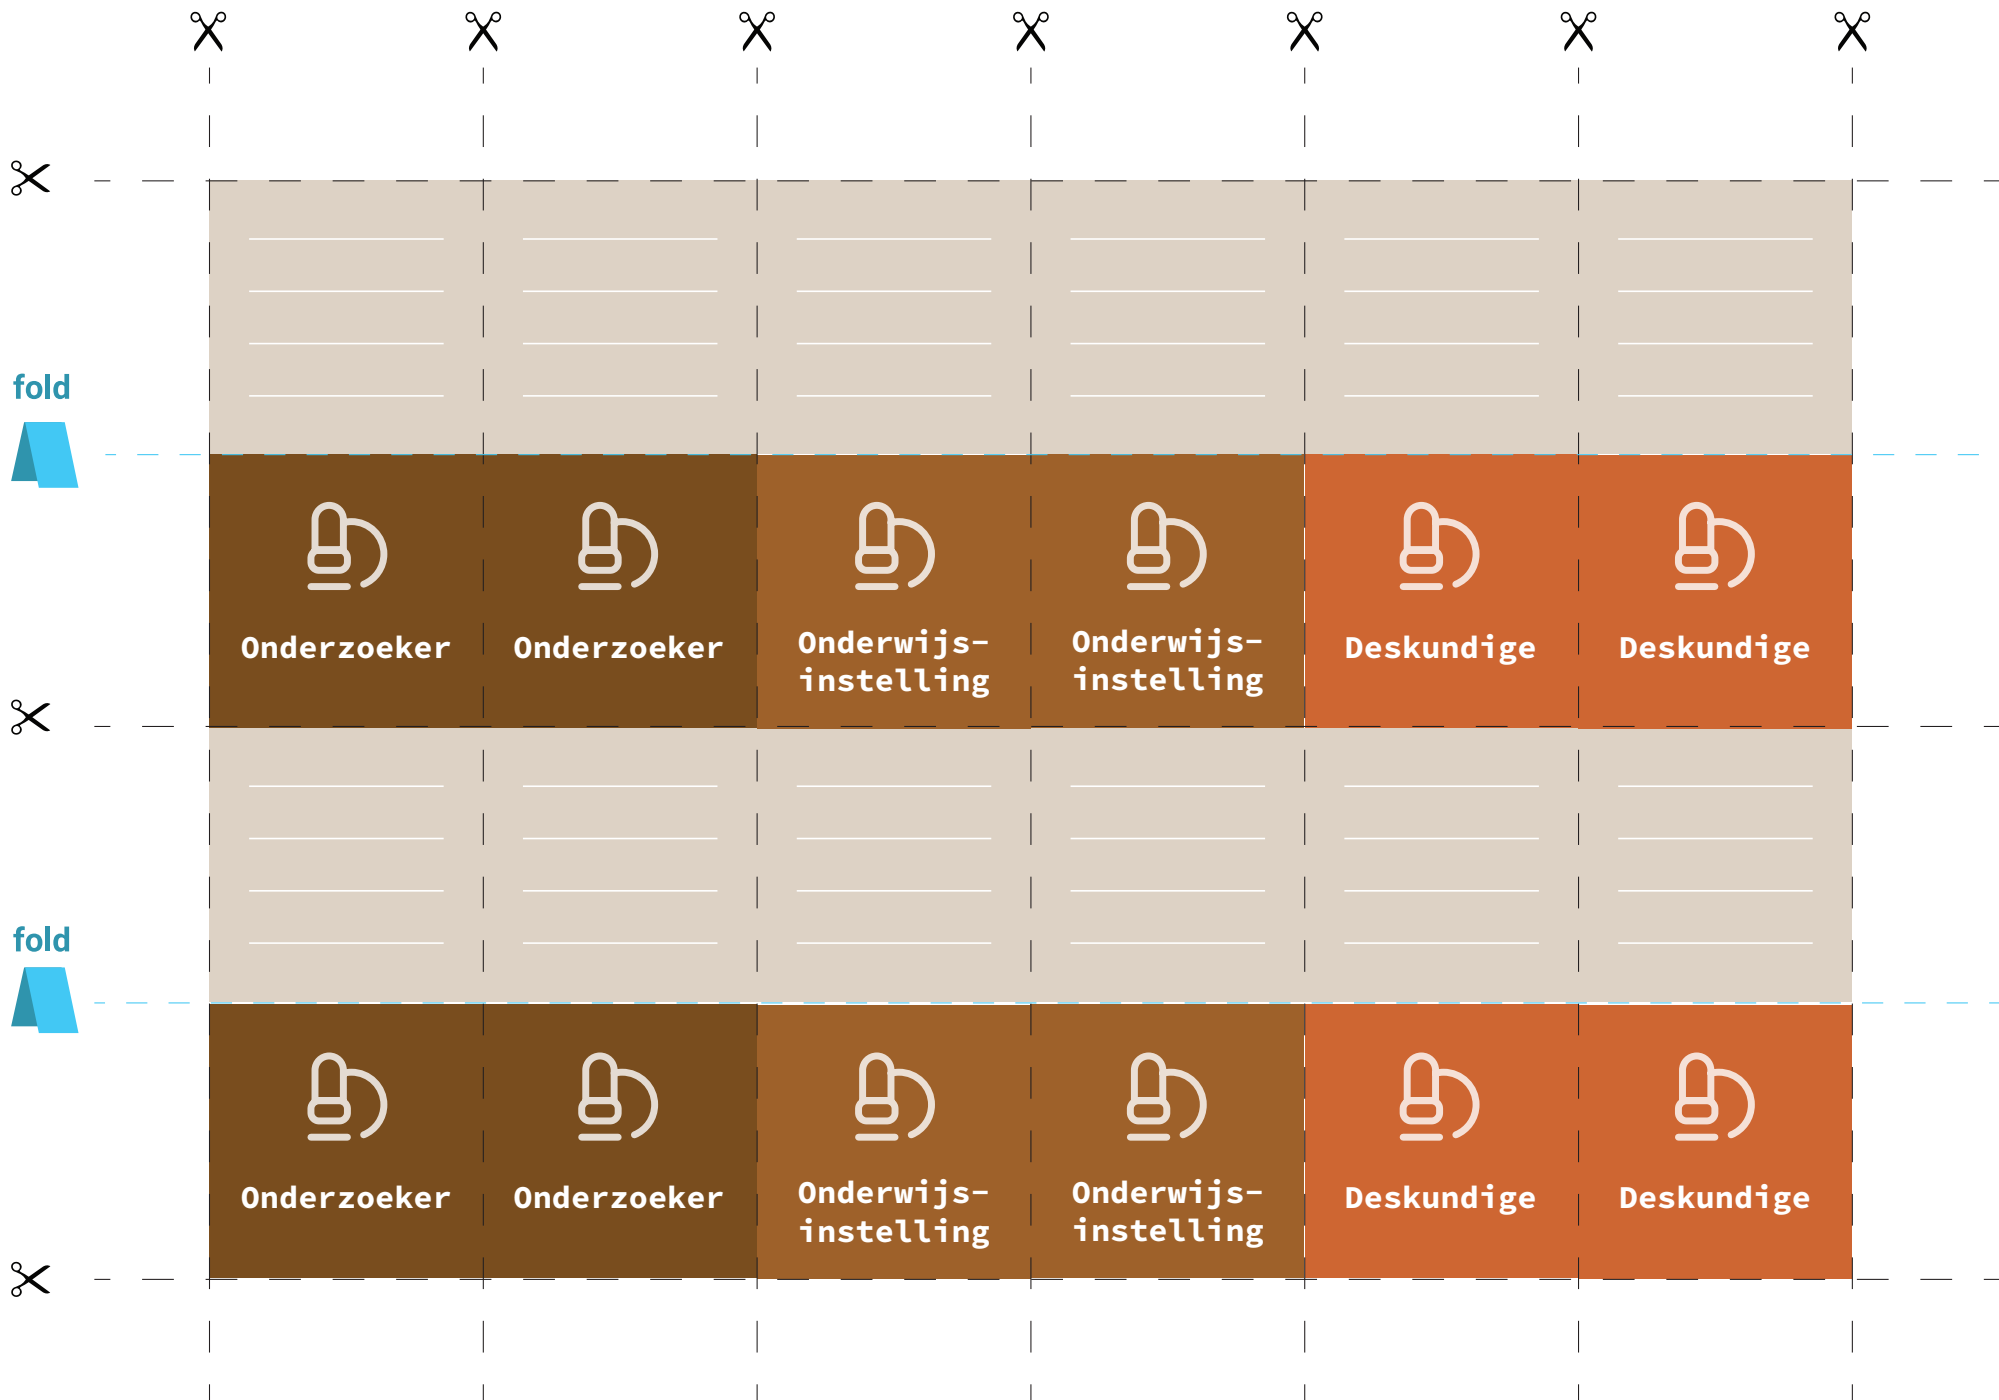 fold
Onderzoeker
Onderzoeker
Onderwijs-
instelling
Onderwijs-
instelling
Deskundige
Deskundige
fold
Onderzoeker
Onderzoeker
Onderwijs-
instelling
Onderwijs-
instelling
Deskundige
Deskundige